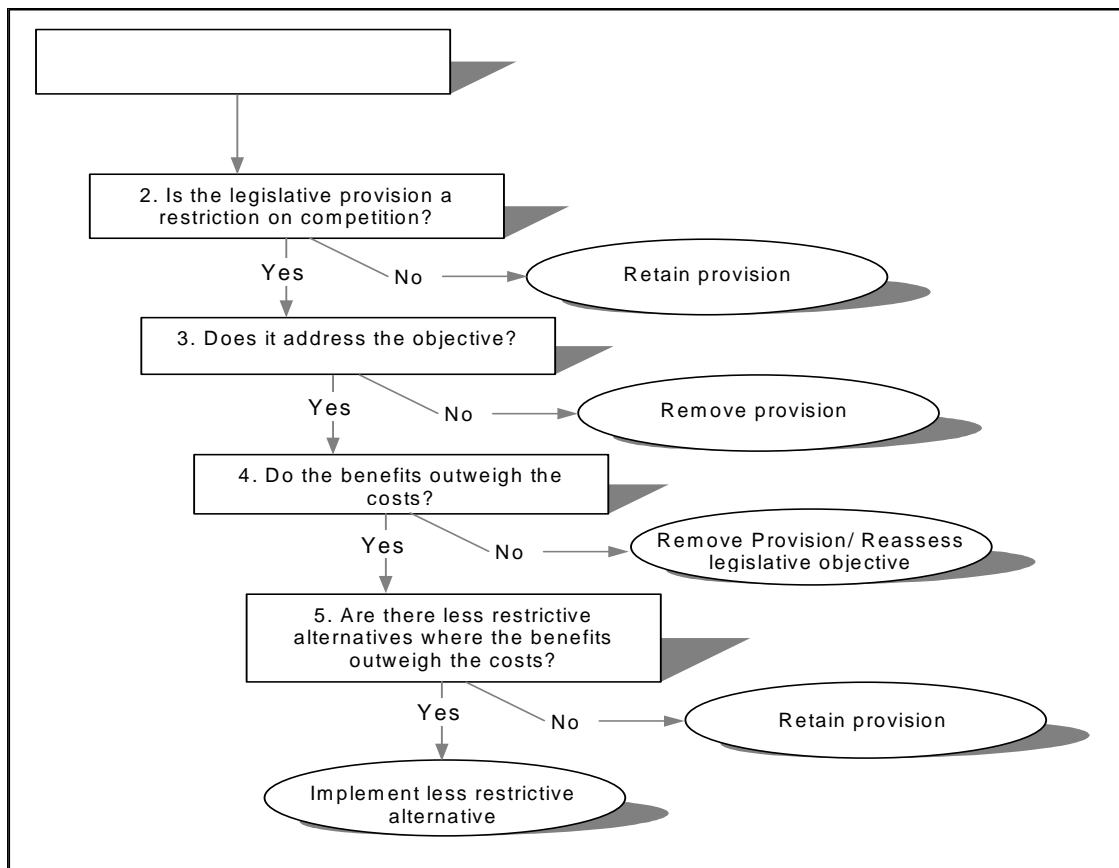 2. Is the legislative provision a
restriction on competition?
Yes
No
Retain provision
3. Does it address the objective?
Yes
No
Remove provision
4. Do the benefits outweigh the
costs?
Yes
No
Remove Provision/ Reassess
legislative objective
5. Are there less restrictive
alternatives where the benefits
outweigh the costs?
Yes
No
Retain provision
Implement less restrictive
alternative